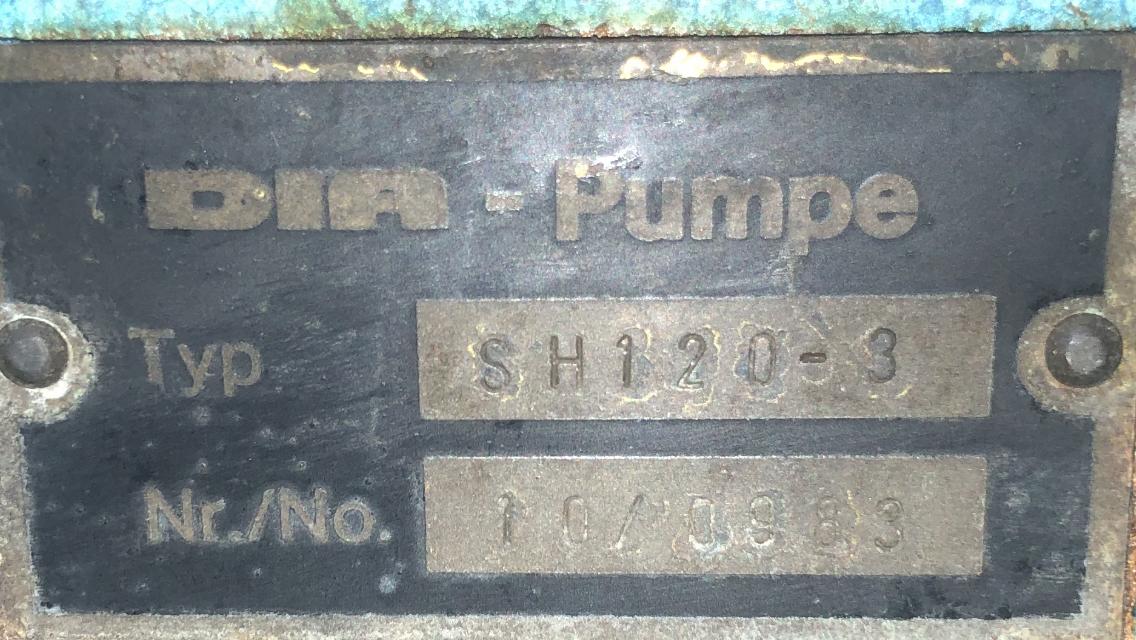 DIA - Pumpe
Typ SH120-3
Nr./No. 10/0983